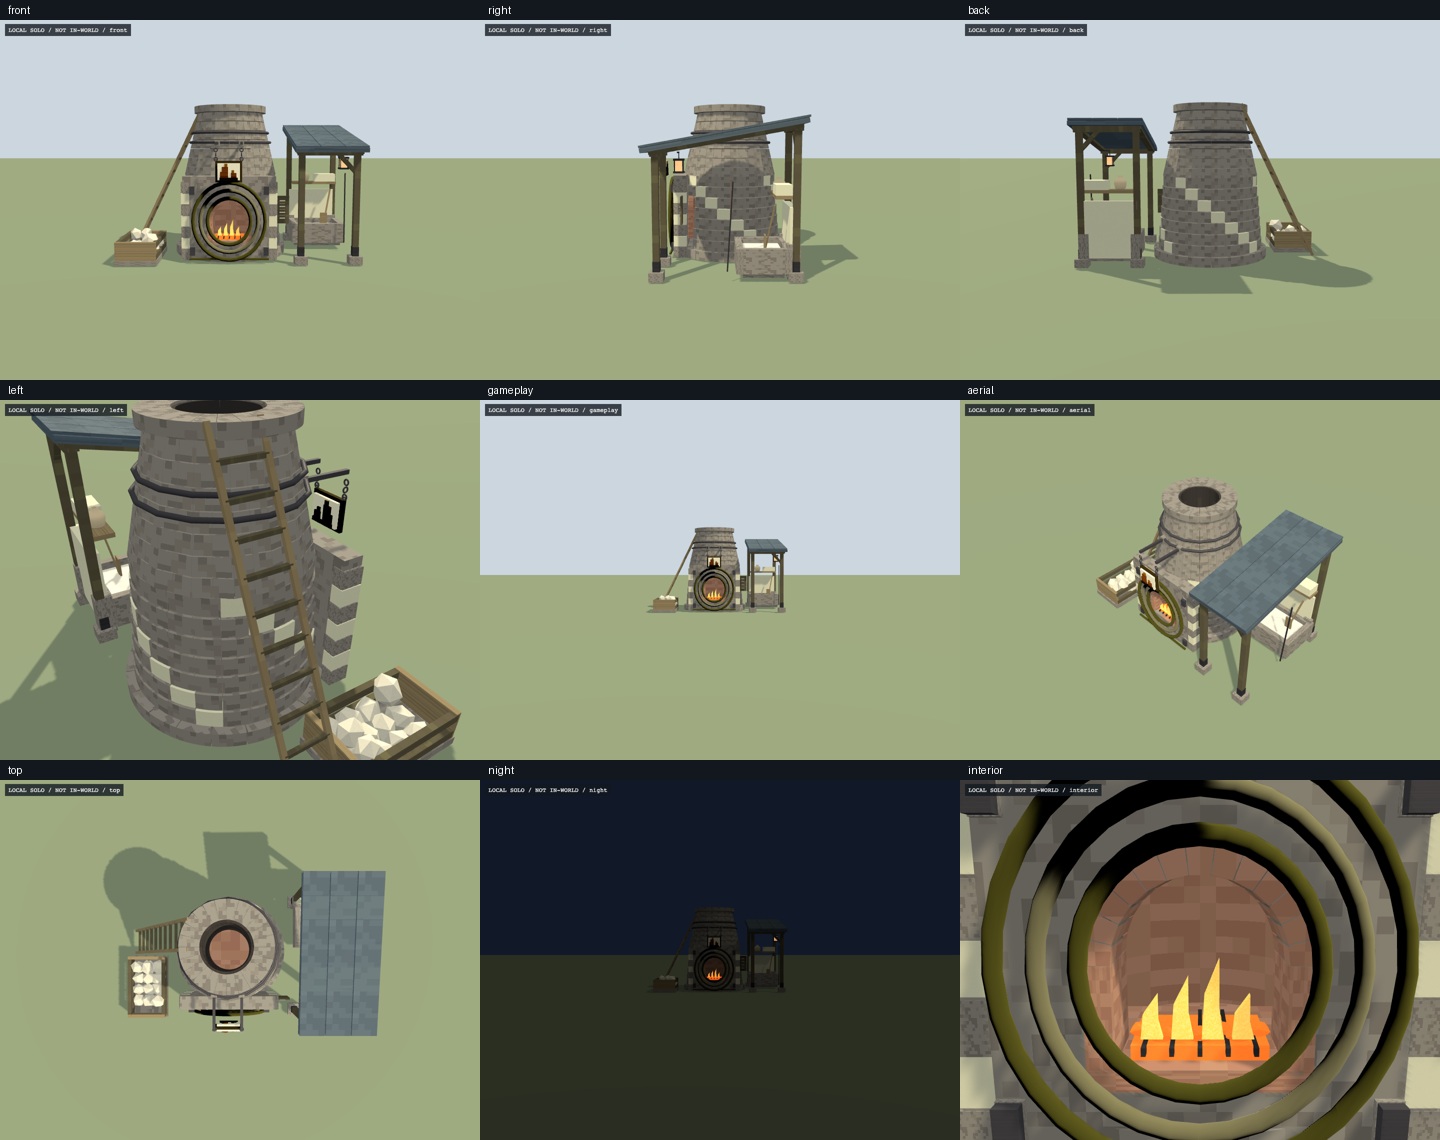 front
LOCAL SOLO / NOT IN-WORLD / front
right
LOCAL SOLO / NOT IN-WORLD / right
back
LOCAL SOLO / NOT IN-WORLD / back
left
LOCAL SOLO / NOT IN-WORLD / left
gameplay
LOCAL SOLO / NOT IN-WORLD / gameplay
aerial
LOCAL SOLO / NOT IN-WORLD / aerial
top
LOCAL SOLO / NOT IN-WORLD / top
night
LOCAL SOLO / NOT IN-WORLD / night
interior
LOCAL SOLO / NOT IN-WORLD / interior